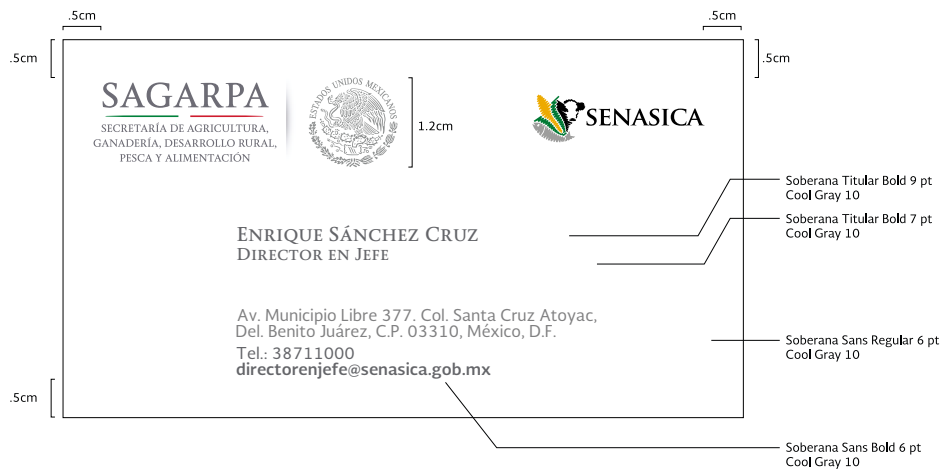 .5cm
.5cm
.5cm
.5cm
SAGARPA
SECRETARÍA DE AGRICULTURA,
GANADERÍA, DESARROLLO RURAL,
PESCA Y ALIMENTACIÓN
ESTADOS UNIDOS MEXICANOS
1.2cm
SENASICA
Soberana Titular Bold 9 pt
Cool Gray 10
Soberana Titular Bold 7 pt
Cool Gray 10
ENRIQUE SÁNCHEZ CRUZ
DIRECTOR EN JEFE
Av. Municipio Libre 377. Col. Santa Cruz Atoyac,
Del. Benito Juárez, C.P. 03310, México, D.F.
Tel.: 38711000
directorenjefe@senasica.gob.mx
Soberana Sans Regular 6 pt
Cool Gray 10
.5cm
Soberana Sans Bold 6 pt
Cool Gray 10